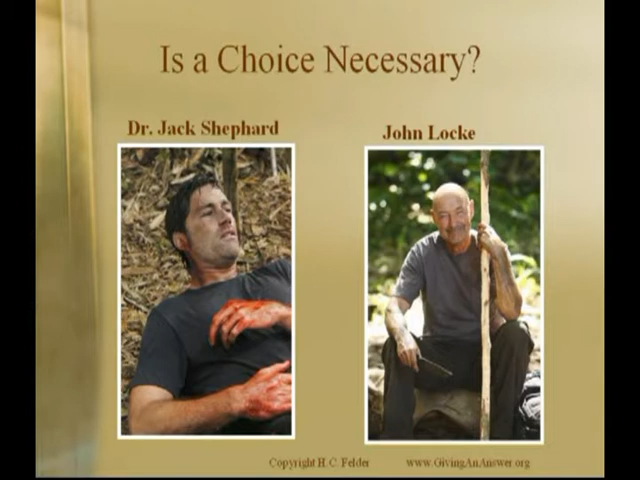 Is a Choice Necessary?
Dr. Jack Shephard
John Locke
Copyright H.C. Felder www.GivingAnAnswer.org